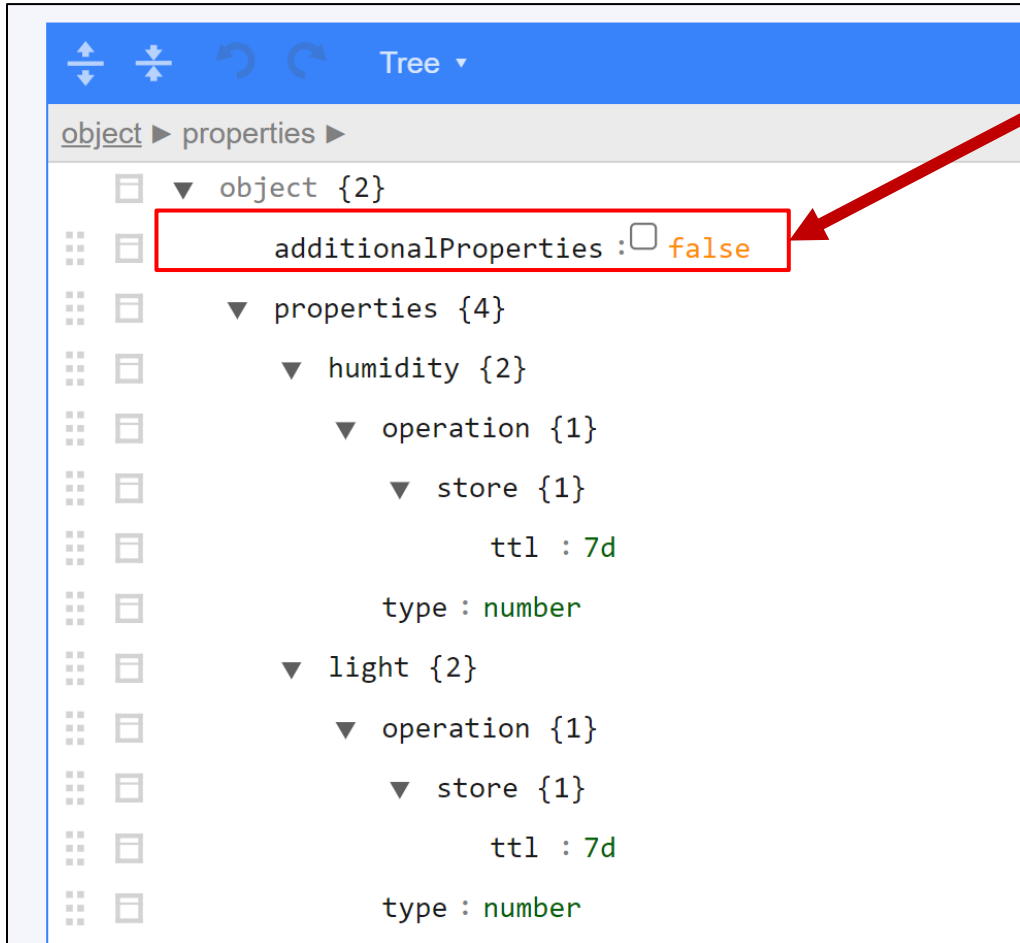 Tree
object ► properties ►
object {2}
additionalProperties : false
properties {4}
humidity {2}
operation {1}
store {1}
ttl : 7d
type : number
light {2}
operation {1}
store {1}
ttl : 7d
type : number